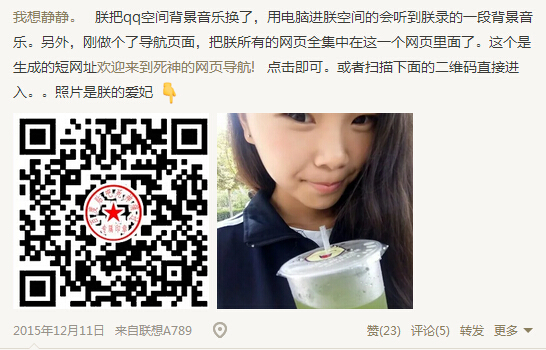 我想静静。 朕把qq空间背景音乐换了，用电脑进朕空间的会听到朕录的一段背景音
乐。另外，刚做个了导航页面，把朕所有的网页全集中在这一个网页里面了。这个是
生成的短网址欢迎来到死神的网页导航! 点击即可。或者扫描下面的二维码直接进
入。。照片是朕的爱妃 👇
2015年12月11日 来自联想A789 赞(23) 评论(5) 转发 更多